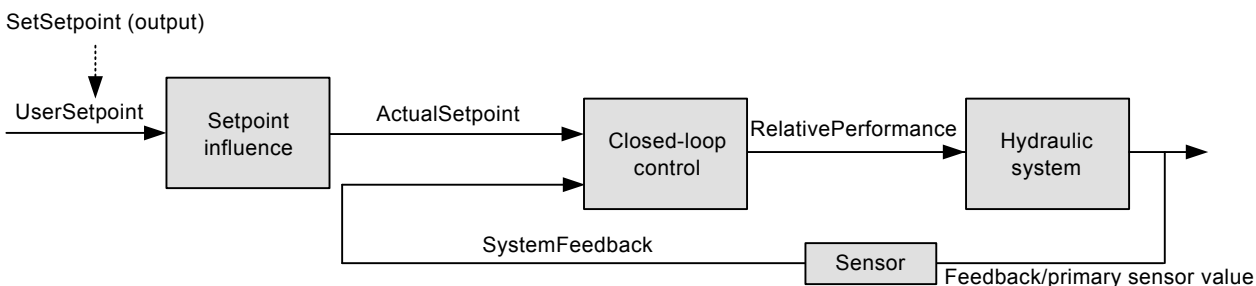 SetSetpoint (output)
UserSetpoint
Setpoint
influence
ActualSetpoint
Closed-loop
control
RelativePerformance
Hydraulic
system
SystemFeedback
Sensor
Feedback/primary sensor value